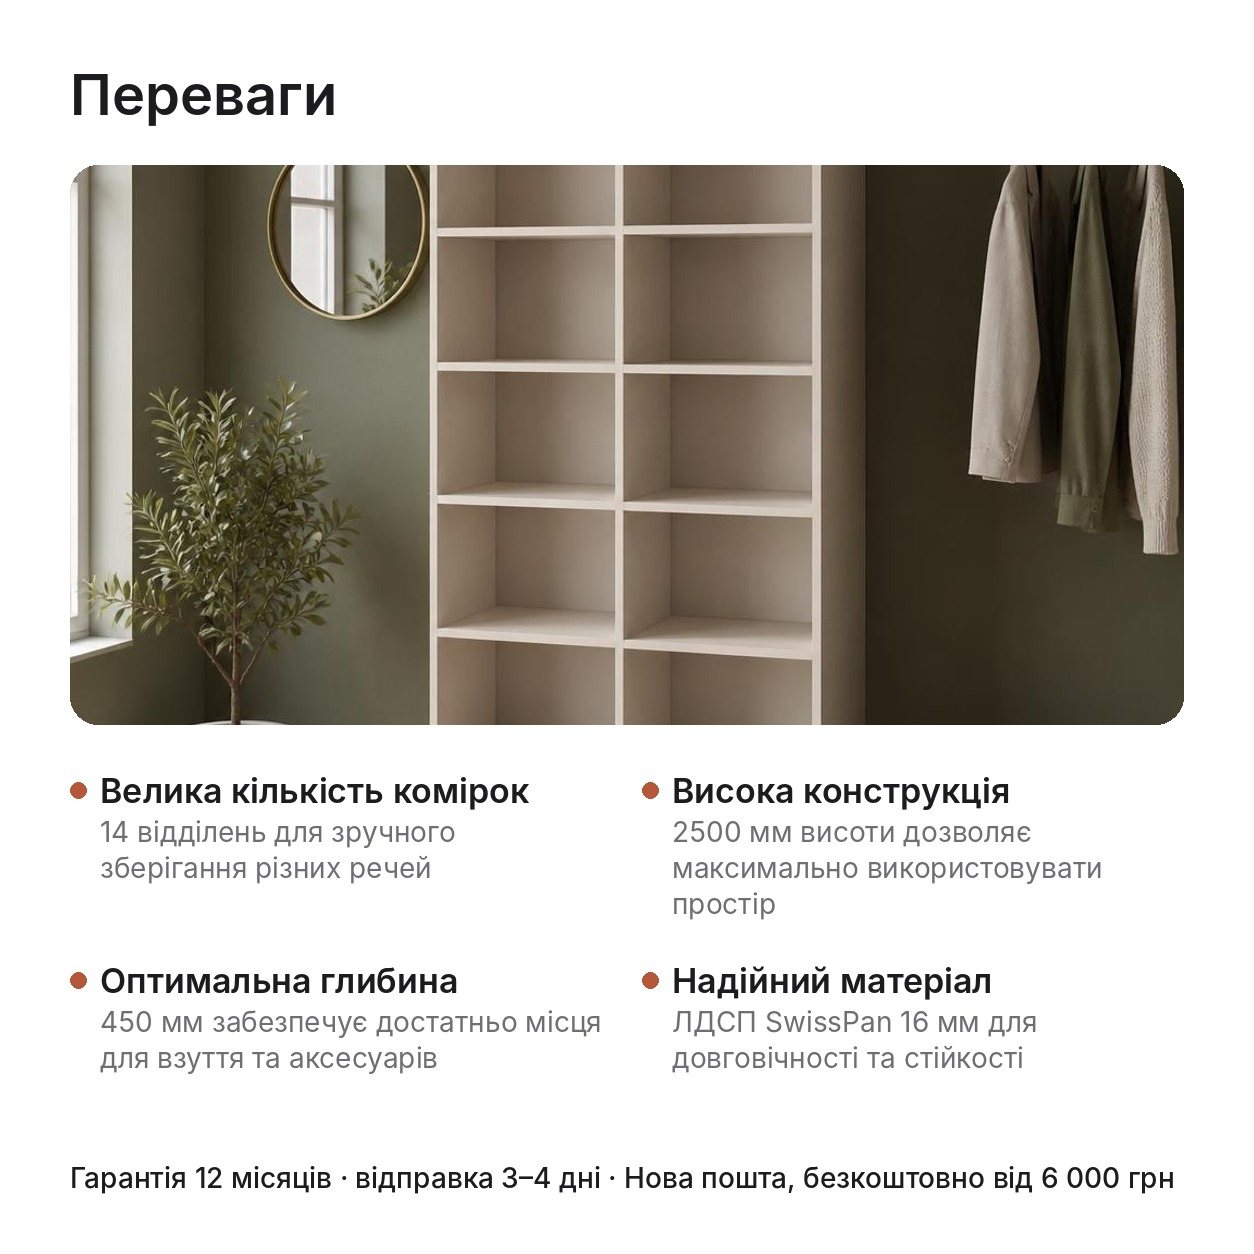 Переваги
Велика кількість комірок
14 відділень для зручного
зберігання різних речей
Висока конструкція
2500 мм висоти дозволяє
максимально використовувати
простір
Оптимальна глибина
450 мм забезпечує достатньо місця
для взуття та аксесуарів
Надійний матеріал
ЛДСП SwissPan 16 мм для
довговічності та стійкості
Гарантія 12 місяців · відправка 3–4 дні · Нова пошта, безкоштовно від 6 000 грн